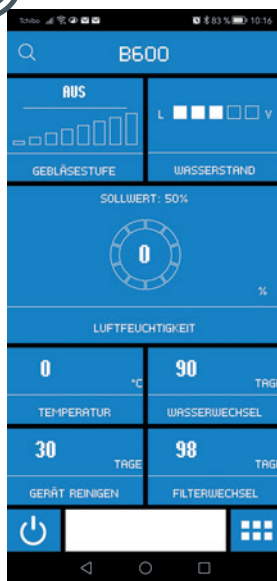 Tchibo 83 % 10:16
B600
AUS
GEBLÄSESTUFE
L V
WASSERSTAND
SOLLWERT: 50%
0
%
LUFTFEUCHTIGKEIT
0 °C
TEMPERATUR
90 TAGE
WASSERWECHSEL
30 TAGE
GERÄT REINIGEN
98 TAGE
FILTERWECHSEL